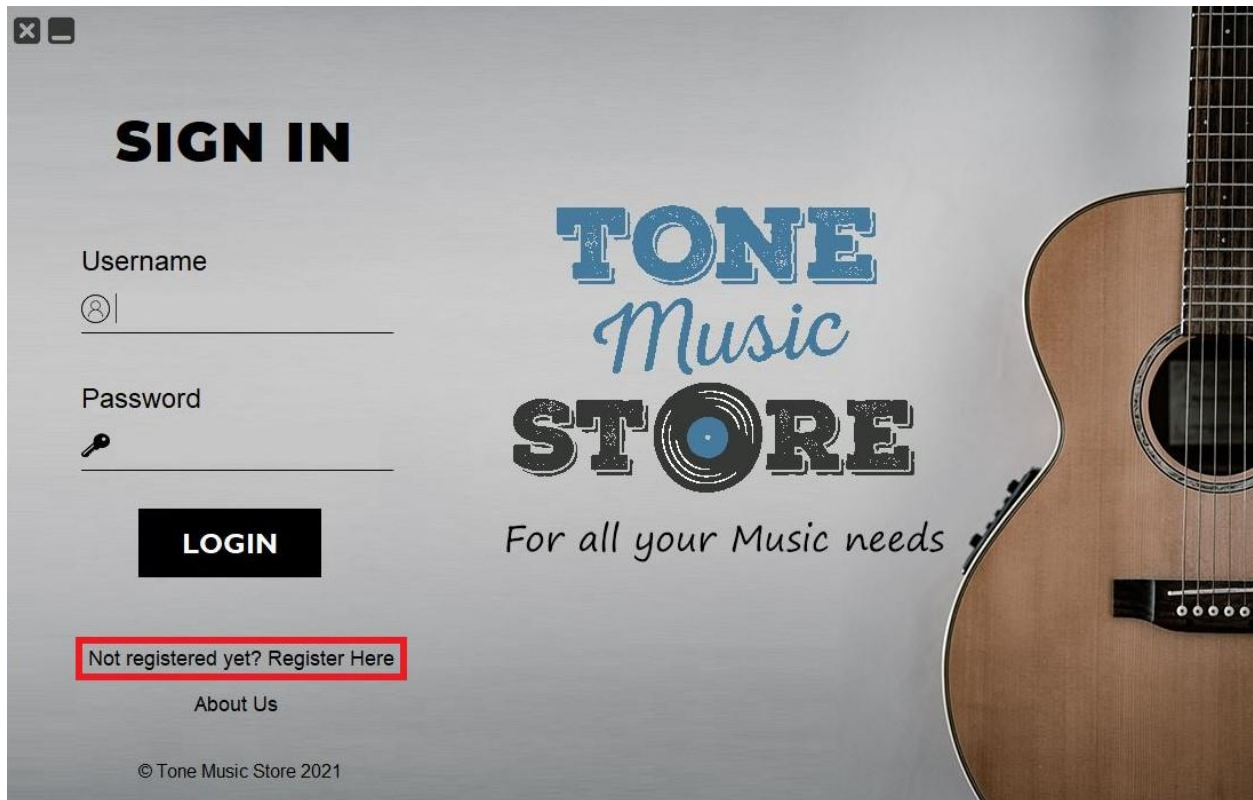 SIGN IN
Username
Password
LOGIN
Not registered yet? Register Here
About Us
© Tone Music Store 2021
TONE
Music
STORE
For all your Music needs